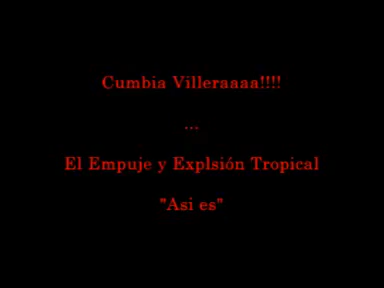 Cumbia Villeraaaa!!!!
...
El Empuje y Explsión Tropical
"Asi es"